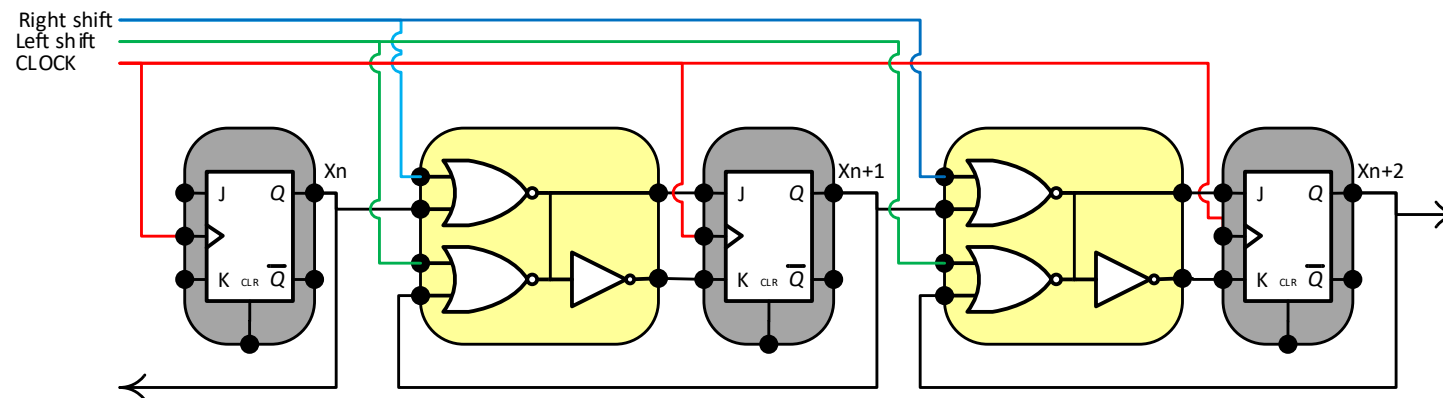 Right shift
Left shift
CLOCK
Xn
Xn+1
Xn+2
J Q
K CLR Q̅
J Q
K CLR Q̅
J Q
K CLR Q̅